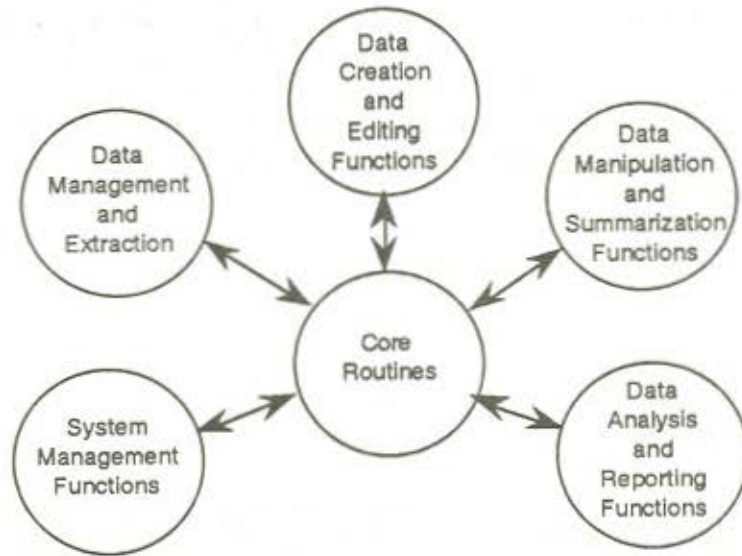 Data
Creation
and
Editing
Functions
Data
Management
and
Extraction
Data
Manipulation
and
Summarization
Functions
Core
Routines
System
Management
Functions
Data
Analysis
and
Reporting
Functions